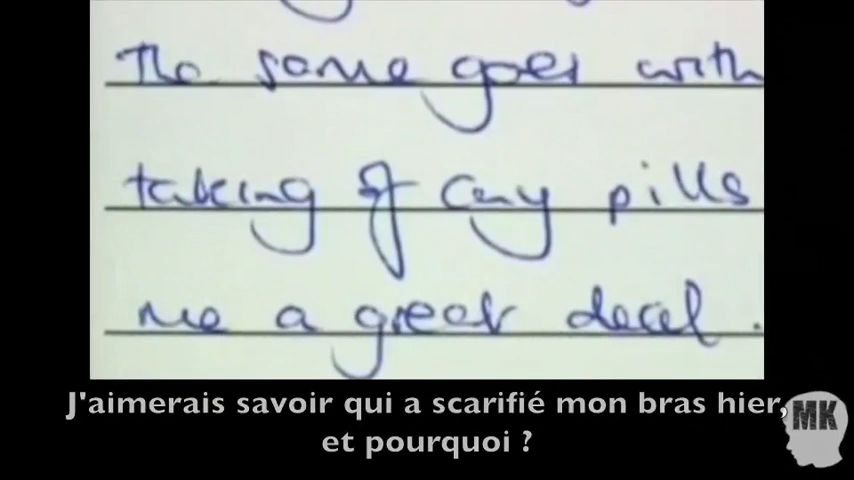 The same goes with
taking of any pills
me a great deal.
J'aimerais savoir qui a scarifié mon bras hier,
et pourquoi ?
MK